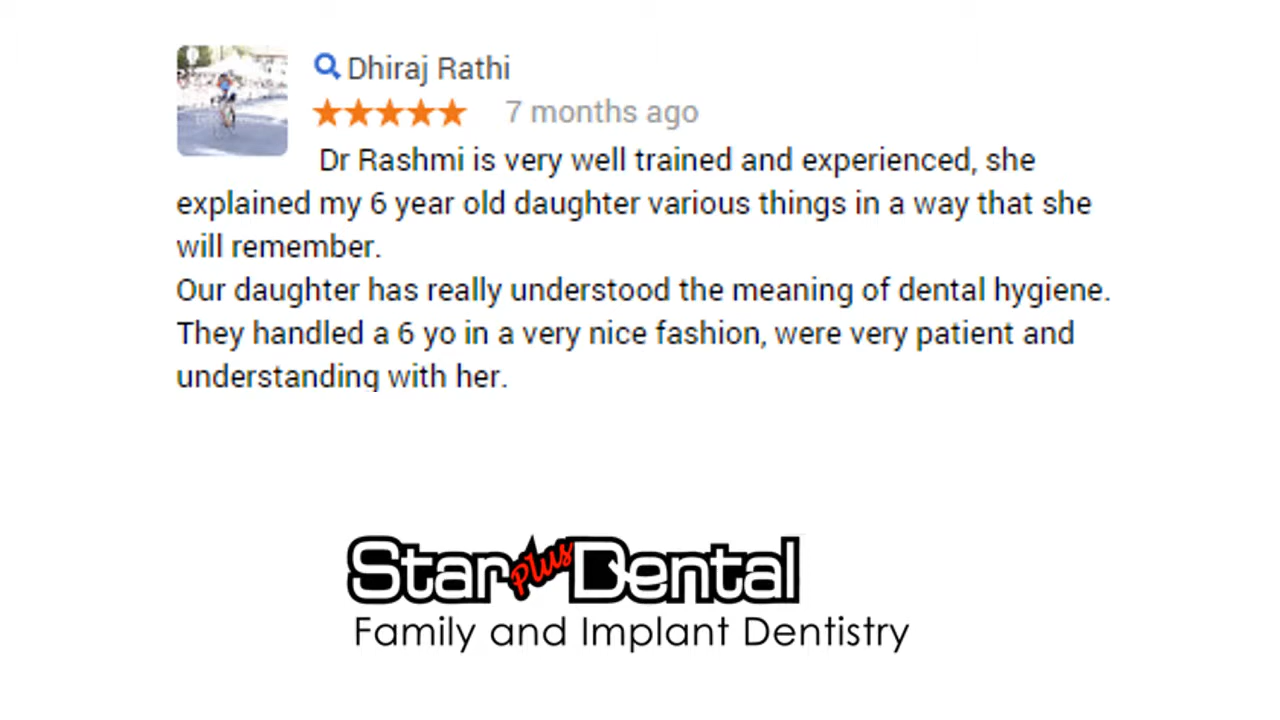 Dhiraj Rathi
7 months ago
Dr Rashmi is very well trained and experienced, she
explained my 6 year old daughter various things in a way that she
will remember.
Our daughter has really understood the meaning of dental hygiene.
They handled a 6 yo in a very nice fashion, were very patient and
understanding with her.
Star plus Dental
Family and Implant Dentistry